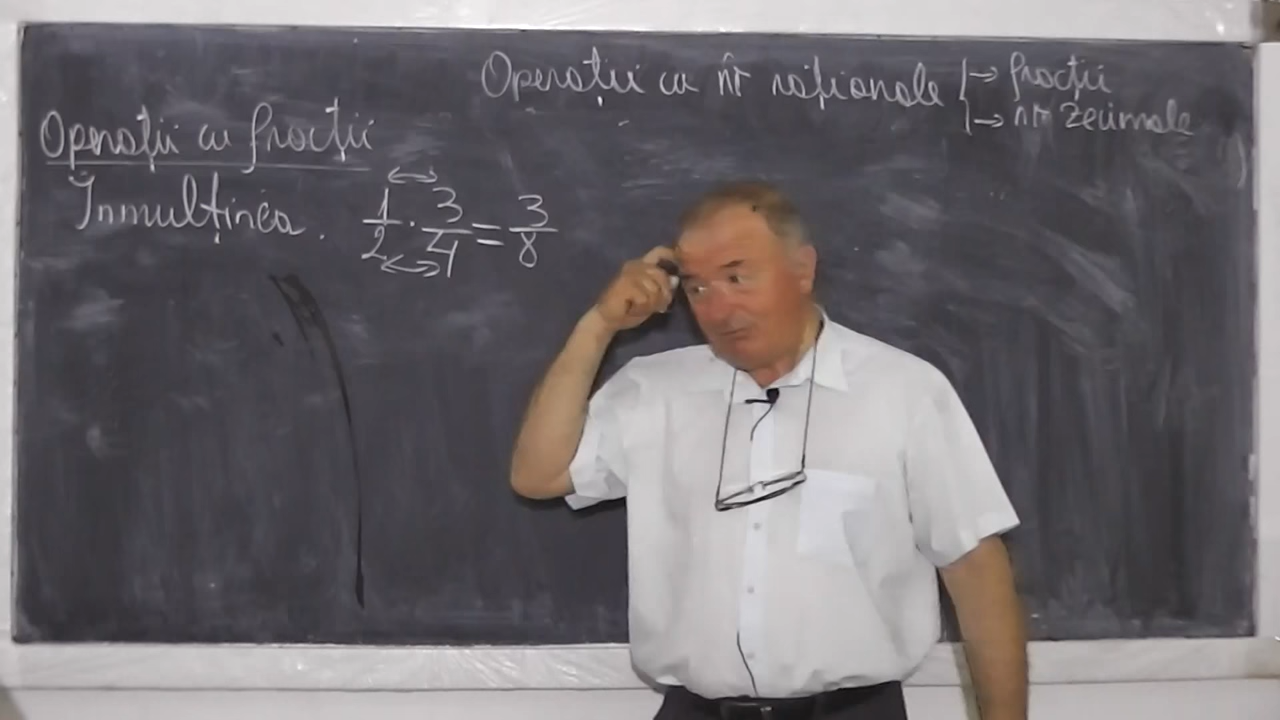 Operații cu nr raționale → fracții
→ nr zecimale
Operații cu fracții
Înmulțirea. 1/2 · 3/4 = 3/8